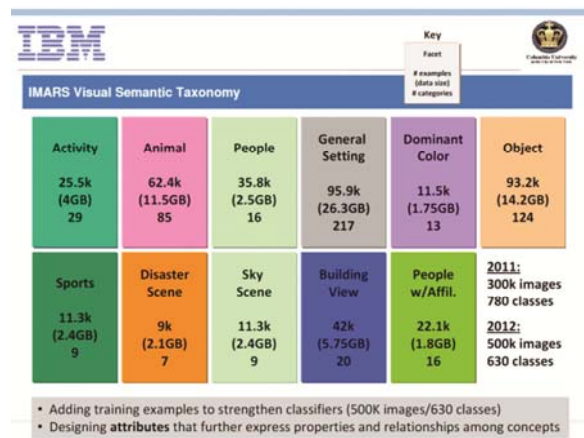 IBM
Key
Facet
# examples
(data size)
# categories
Columbia University
IMARS Visual Semantic Taxonomy
Activity
25.5k
(4GB)
29
Animal
62.4k
(11.5GB)
85
People
35.8k
(2.5GB)
16
General
Setting
95.9k
(26.3GB)
217
Dominant
Color
11.5k
(1.75GB)
13
Object
93.2k
(14.2GB)
124
Sports
11.3k
(2.4GB)
9
Disaster
Scene
9k
(2.1GB)
7
Sky
Scene
11.3k
(2.4GB)
9
Building
View
42k
(5.75GB)
20
People
w/Affil.
22.1k
(1.8GB)
16
2011:
300k images
780 classes
2012:
500k images
630 classes
• Adding training examples to strengthen classifiers (500K images/630 classes)
• Designing attributes that further express properties and relationships among concepts